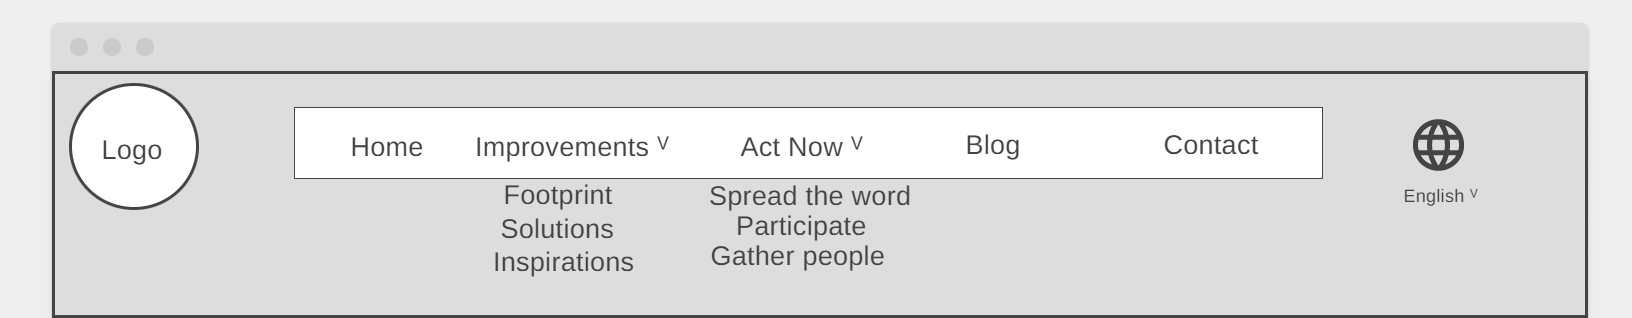 Logo
Home Improvements V Act Now V Blog Contact
Footprint
Solutions
Inspirations
Spread the word
Participate
Gather people
English V